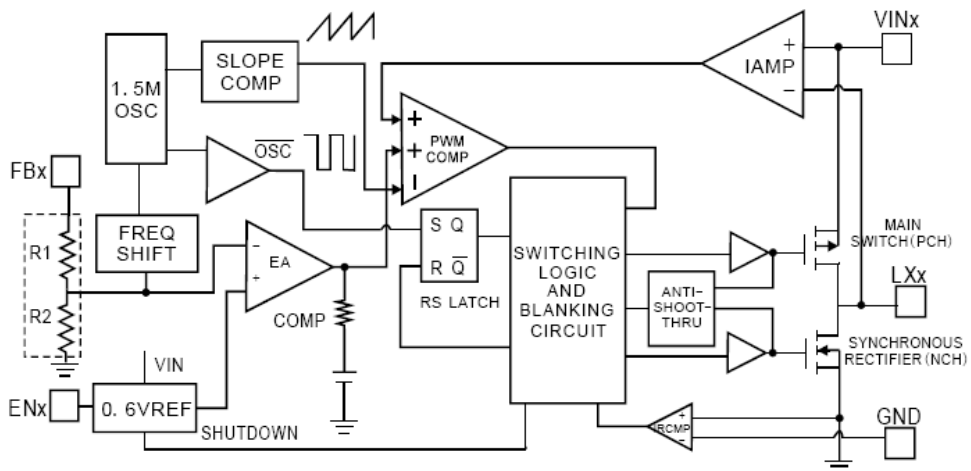 VINx
SLOPE
COMP
IAMP
+
−
1.5M
OSC
+
+
−
PWM
COMP
OSC
FBx
R1
R2
FREQ
SHIFT
−
+
EA
S Q
R Q
RS LATCH
SWITCHING
LOGIC
AND
BLANKING
CIRCUIT
MAIN
SWITCH(PCH)
ANTI-
SHOOT-
THRU
LXx
COMP
SYNCHRONOUS
RECTIFIER (NCH)
VIN
ENx
0.6VREF
SHUTDOWN
+
−
IRCMP
GND